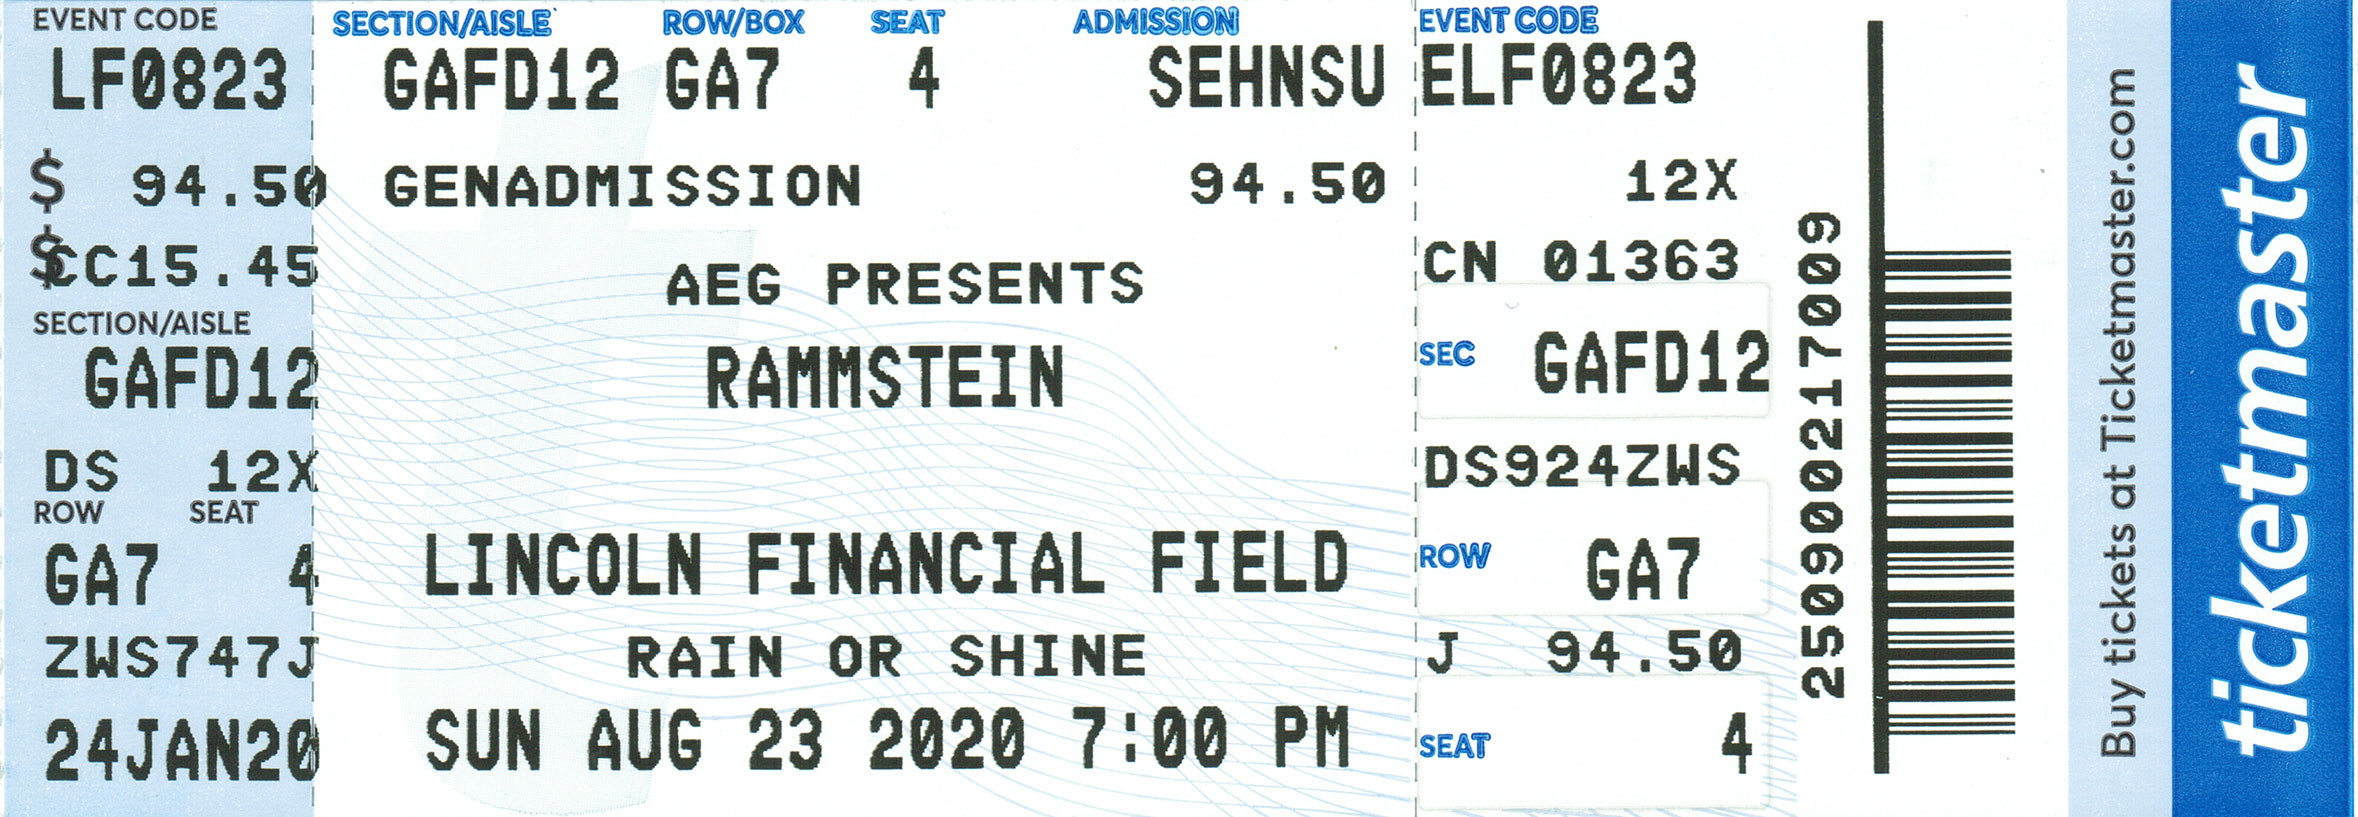 EVENT CODE
LF0823
$ 94.50
$CC15.45
SECTION/AISLE
GAFD12
DS 12X
ROW SEAT
GA7 4
ZWS747J
24JAN20
SECTION/AISLE ROW/BOX SEAT ADMISSION
GAFD12 GA7 4 SEHNSU
GENADMISSION 94.50
AEG PRESENTS
RAMMSTEIN
LINCOLN FINANCIAL FIELD
RAIN OR SHINE
SUN AUG 23 2020 7:00 PM
EVENT CODE
ELF0823
12X
CN 01363
SEC GAFD12
DS924ZWS
ROW GA7
J 94.50
SEAT 4
2509900217009
Buy tickets at Ticketmaster.com
ticketmaster